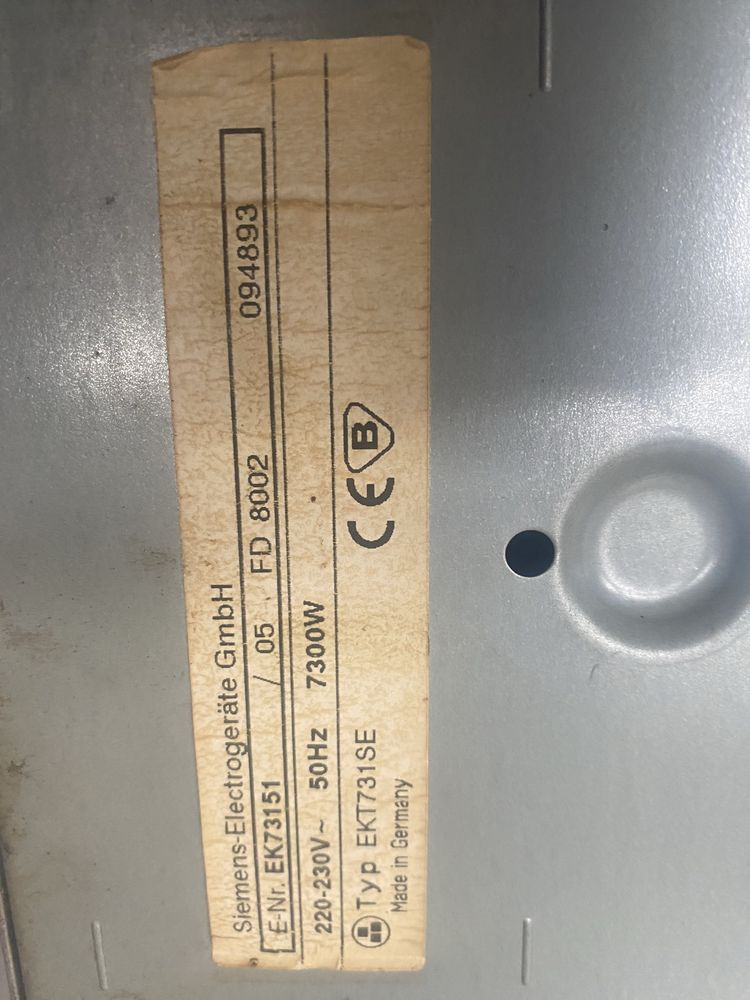 Siemens-Electrogeräte GmbH
E-Nr. EK73151 / 05 FD 8002 094893
220-230V~ 50Hz 7300W
Typ EKT731SE CE B
Made in Germany